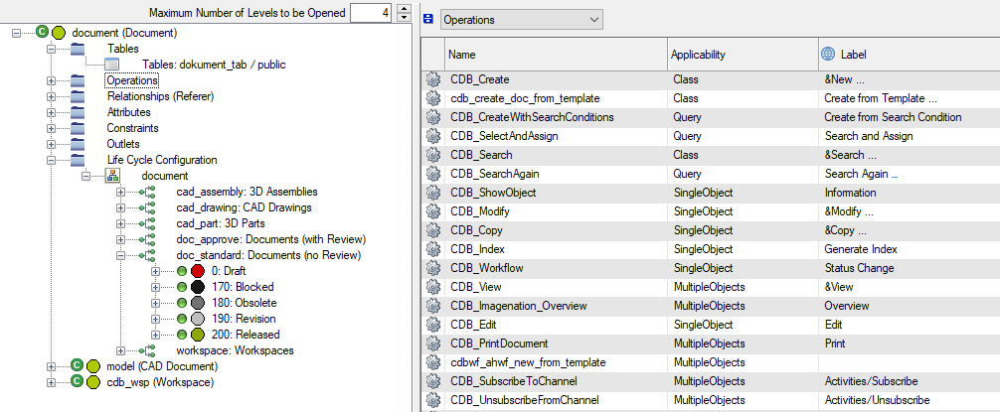 Maximum Number of Levels to be Opened 4
document (Document)
Tables
Tables: dokument_tab / public
Operations
Relationships (Referer)
Attributes
Constraints
Outlets
Life Cycle Configuration
document
cad_assembly: 3D Assemblies
cad_drawing: CAD Drawings
cad_part: 3D Parts
doc_approve: Documents (with Review)
doc_standard: Documents (no Review)
0: Draft
170: Blocked
180: Obsolete
190: Revision
200: Released
workspace: Workspaces
C model (CAD Document)
C cdb_wsp (Workspace)
Operations
Name Applicability Label
CDB_Create Class &New ...
cdb_create_doc_from_template Class Create from Template ...
CDB_CreateWithSearchConditions Query Create from Search Condition
CDB_SelectAndAssign Query Search and Assign
CDB_Search Class &Search ...
CDB_SearchAgain Query Search Again ...
CDB_ShowObject SingleObject Information
CDB_Modify SingleObject &Modify ...
CDB_Copy SingleObject &Copy ...
CDB_Index SingleObject Generate Index
CDB_Workflow SingleObject Status Change
CDB_View MultipleObjects &View
CDB_Imagenation_Overview MultipleObjects Overview
CDB_Edit SingleObject Edit
CDB_PrintDocument MultipleObjects Print
cdbwf_ahwf_new_from_template MultipleObjects
CDB_SubscribeToChannel MultipleObjects Activities/Subscribe
CDB_UnsubscribeFromChannel MultipleObjects Activities/Unsubscribe